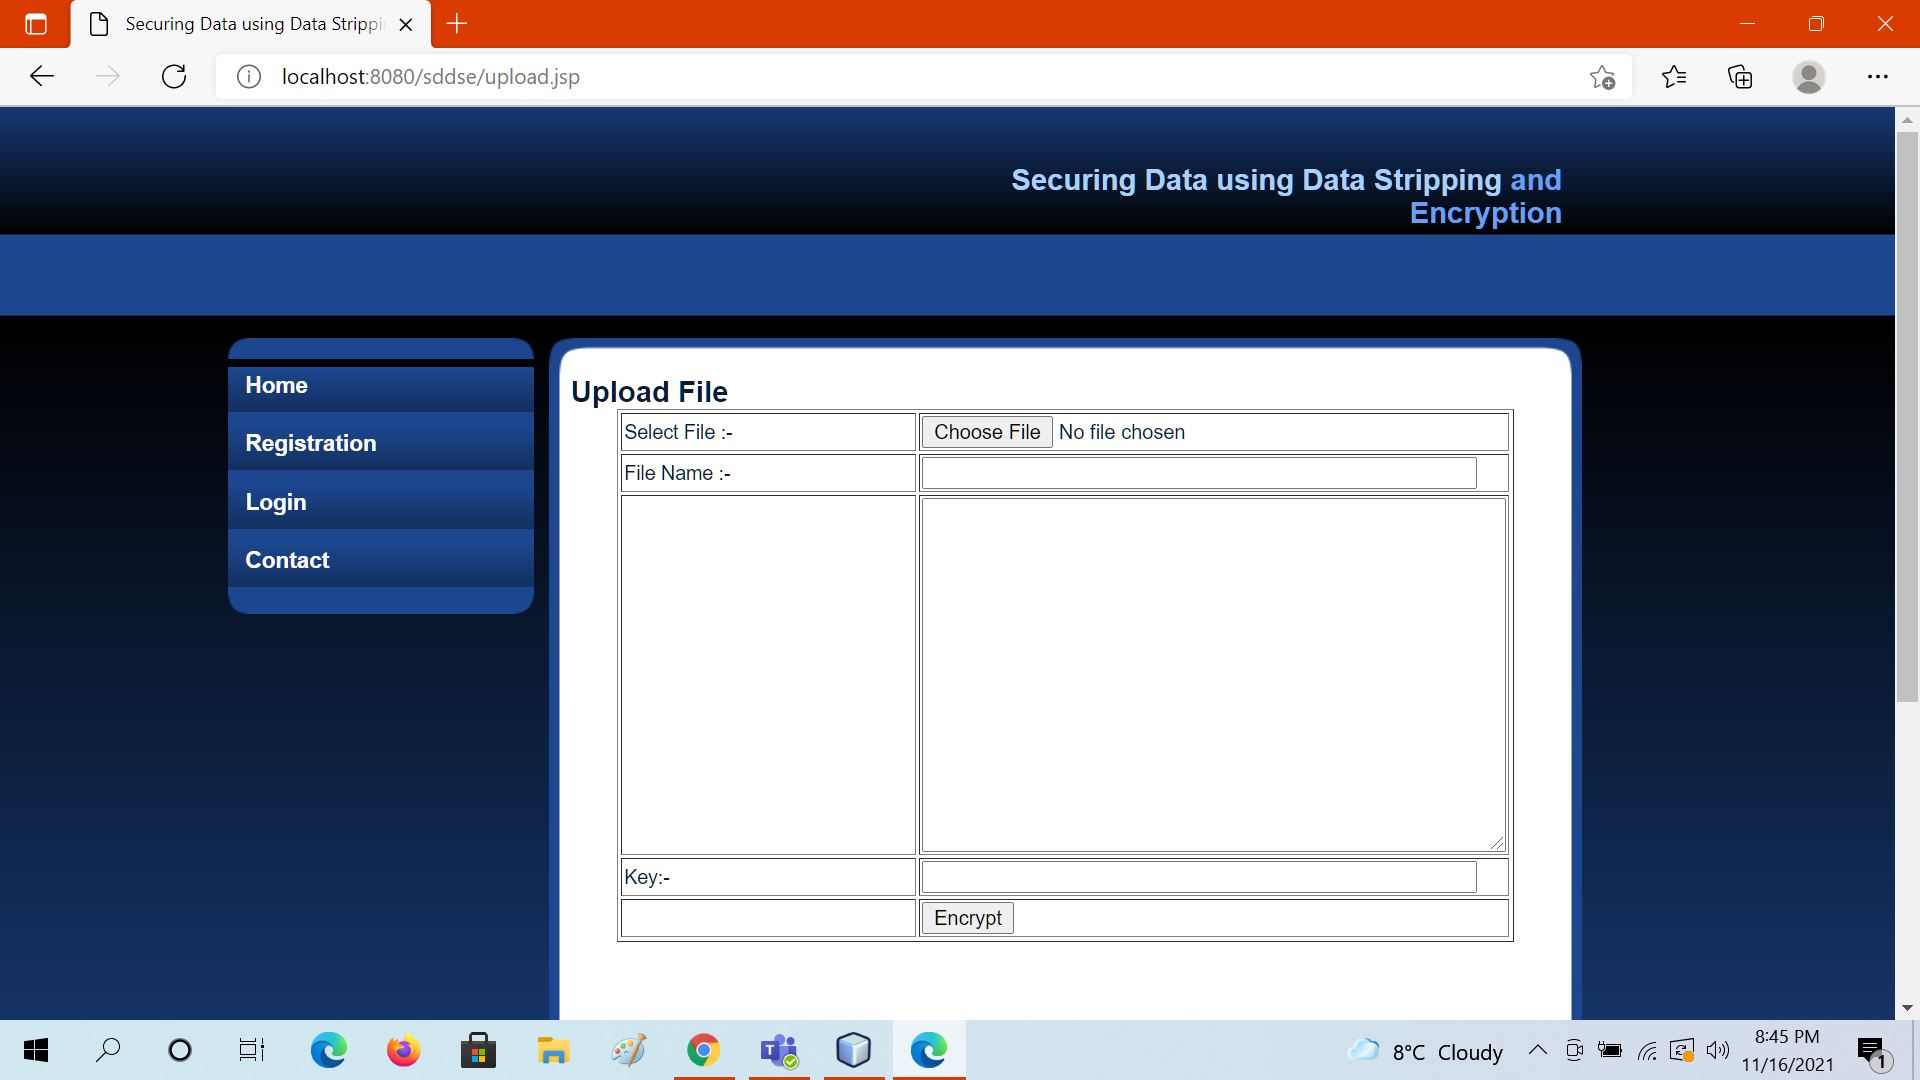 Securing Data using Data Strippi
localhost:8080/sddse/upload.jsp
Securing Data using Data Stripping and
Encryption
Home
Registration
Login
Contact
Upload File
Select File :-
Choose File No file chosen
File Name :-
Key:-
Encrypt
8°C Cloudy
8:45 PM
11/16/2021
1